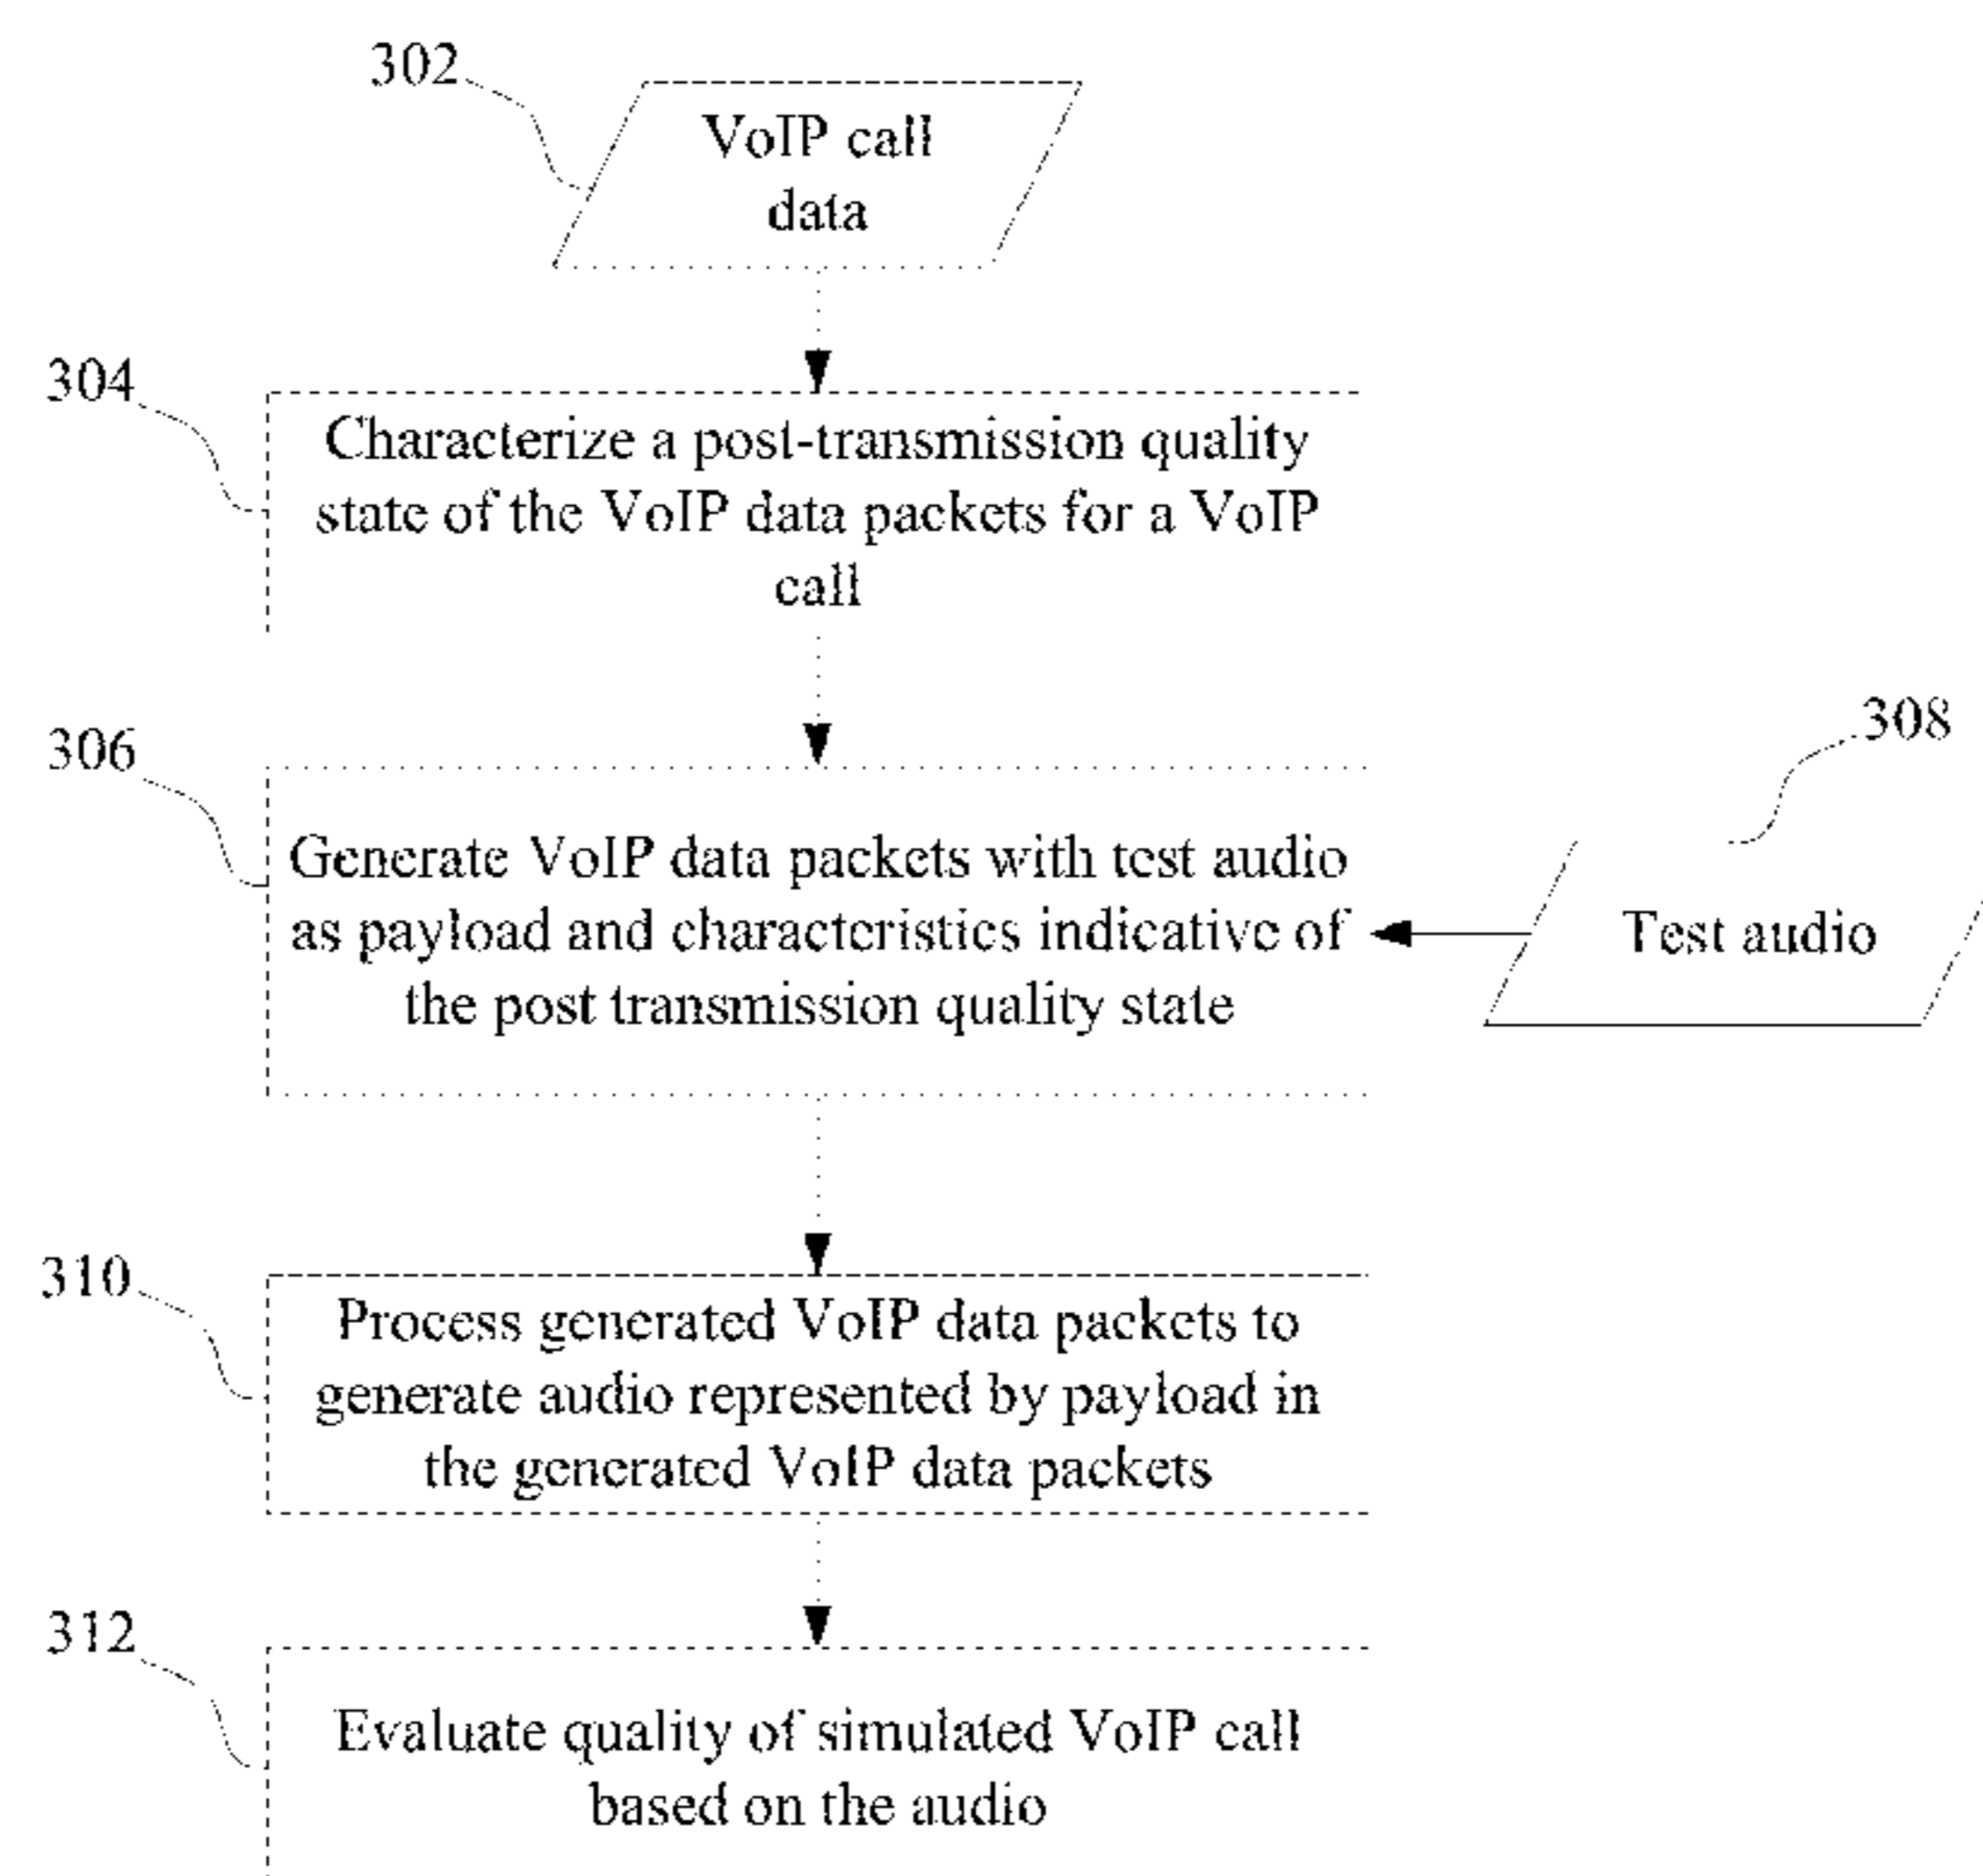 302
VoIP call
data
304
Characterize a post-transmission quality
state of the VoIP data packets for a VoIP
call
306
308
Generate VoIP data packets with test audio
as payload and characteristics indicative of
the post transmission quality state
Test audio
310
Process generated VoIP data packets to
generate audio represented by payload in
the generated VoIP data packets
312
Evaluate quality of simulated VoIP call
based on the audio